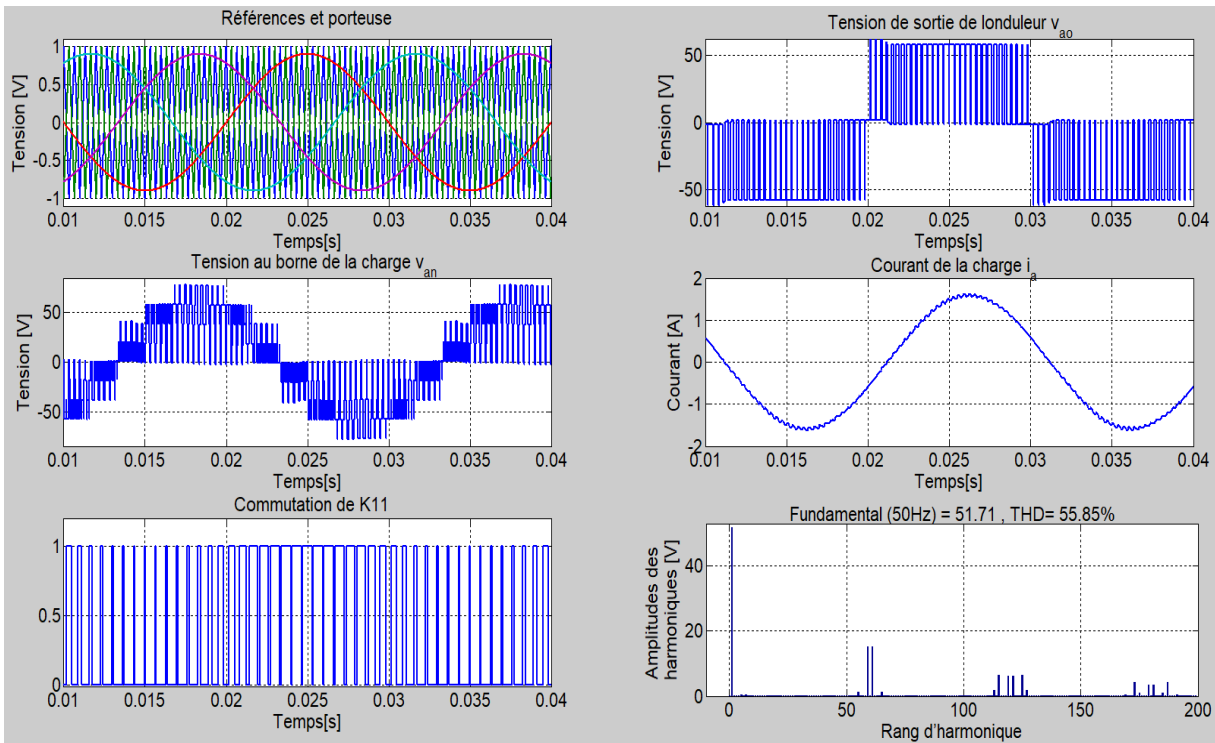 Références et porteuse
Tension [V]
1
0.5
0
-0.5
-1
0.01 0.015 0.02 0.025 0.03 0.035 0.04
Temps[s]
Tension de sortie de londuleur v_ao
Tension [V]
50
0
-50
0.01 0.015 0.02 0.025 0.03 0.035 0.04
Temps[s]
Tension au borne de la charge v_an
Tension [V]
50
0
-50
0.01 0.015 0.02 0.025 0.03 0.035 0.04
Temps[s]
Courant de la charge i_a
Courant [A]
2
1
0
-1
-2
0.01 0.015 0.02 0.025 0.03 0.035 0.04
Temps[s]
Commutation de K11
1
0.5
0
0.01 0.015 0.02 0.025 0.03 0.035 0.04
Temps[s]
Fundamental (50Hz) = 51.71 , THD= 55.85%
Amplitudes des
harmoniques [V]
40
20
0
0 50 100 150 200
Rang d'harmonique